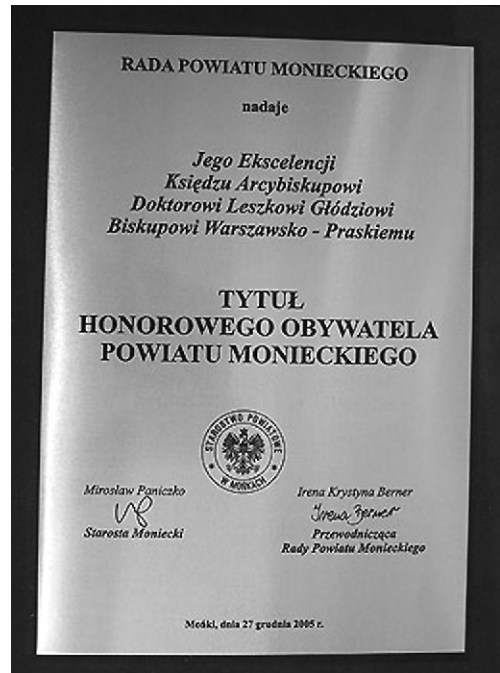 RADA POWIATU MONIECKIEGO
nadaje
Jego Ekscelencji
Księdzu Arcybiskupowi
Doktorowi Leszkowi Głódziowi
Biskupowi Warszawsko - Praskiemu
TYTUŁ
HONOROWEGO OBYWATELA
POWIATU MONIECKIEGO
STAROSTWO POWIATOWE
W MOŃKACH
Mirosław Paniczko
Starosta Moniecki
Irena Krystyna Berner
Irena Berner
Przewodnicząca
Rady Powiatu Monieckiego
Mońki, dnia 27 grudnia 2005 r.